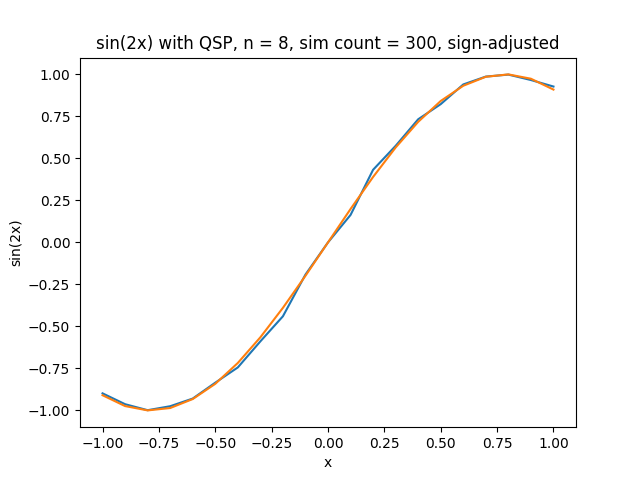 sin(2x) with QSP, n = 8, sim count = 300, sign-adjusted
1.00
0.75
0.50
0.25
0.00
−0.25
−0.50
−0.75
−1.00
sin(2x)
−1.00 −0.75 −0.50 −0.25 0.00 0.25 0.50 0.75 1.00
x